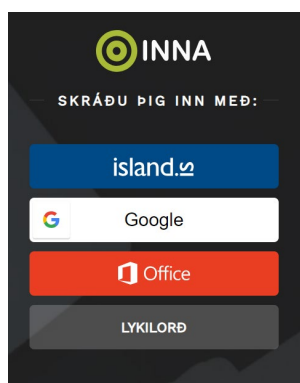 INNA
SKRÁÐU ÞIG INN MEÐ:
island.is
Google
Office
LYKILORÐ